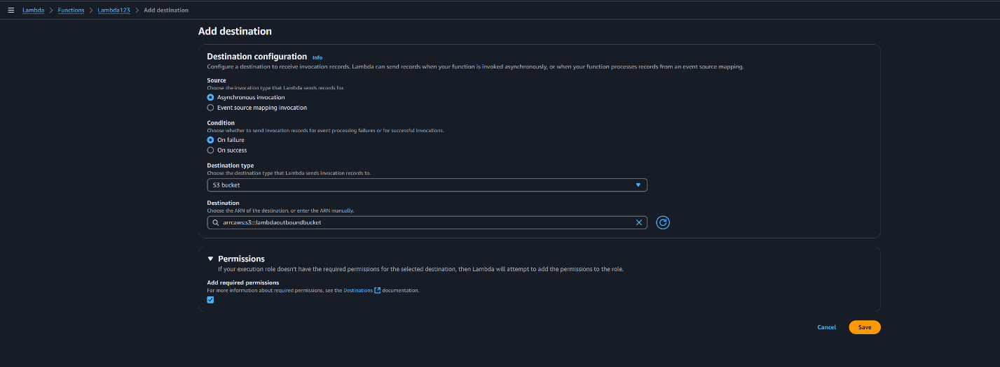 Lambda > Functions > Lambda123 > Add destination
Add destination
Destination configuration Info
Configure a destination to receive invocation records. Lambda can send records when your function is invoked asynchronously, or when your function processes records from an event source mapping.
Source
Choose the invocation type that Lambda sends records for.
Asynchronous invocation
Event source mapping invocation
Condition
Choose whether to send invocation records for event processing failures or for successful invocations.
On failure
On success
Destination type
Choose the destination type that Lambda sends invocation records to.
S3 bucket
Destination
Choose the ARN of the destination, or enter the ARN manually.
arn:aws:s3:::lambdaoutboundbucket
Permissions
If your execution role doesn't have the required permissions for the selected destination, then Lambda will attempt to add the permissions to the role.
Add required permissions
For more information about required permissions, see the Destinations documentation.
Cancel Save